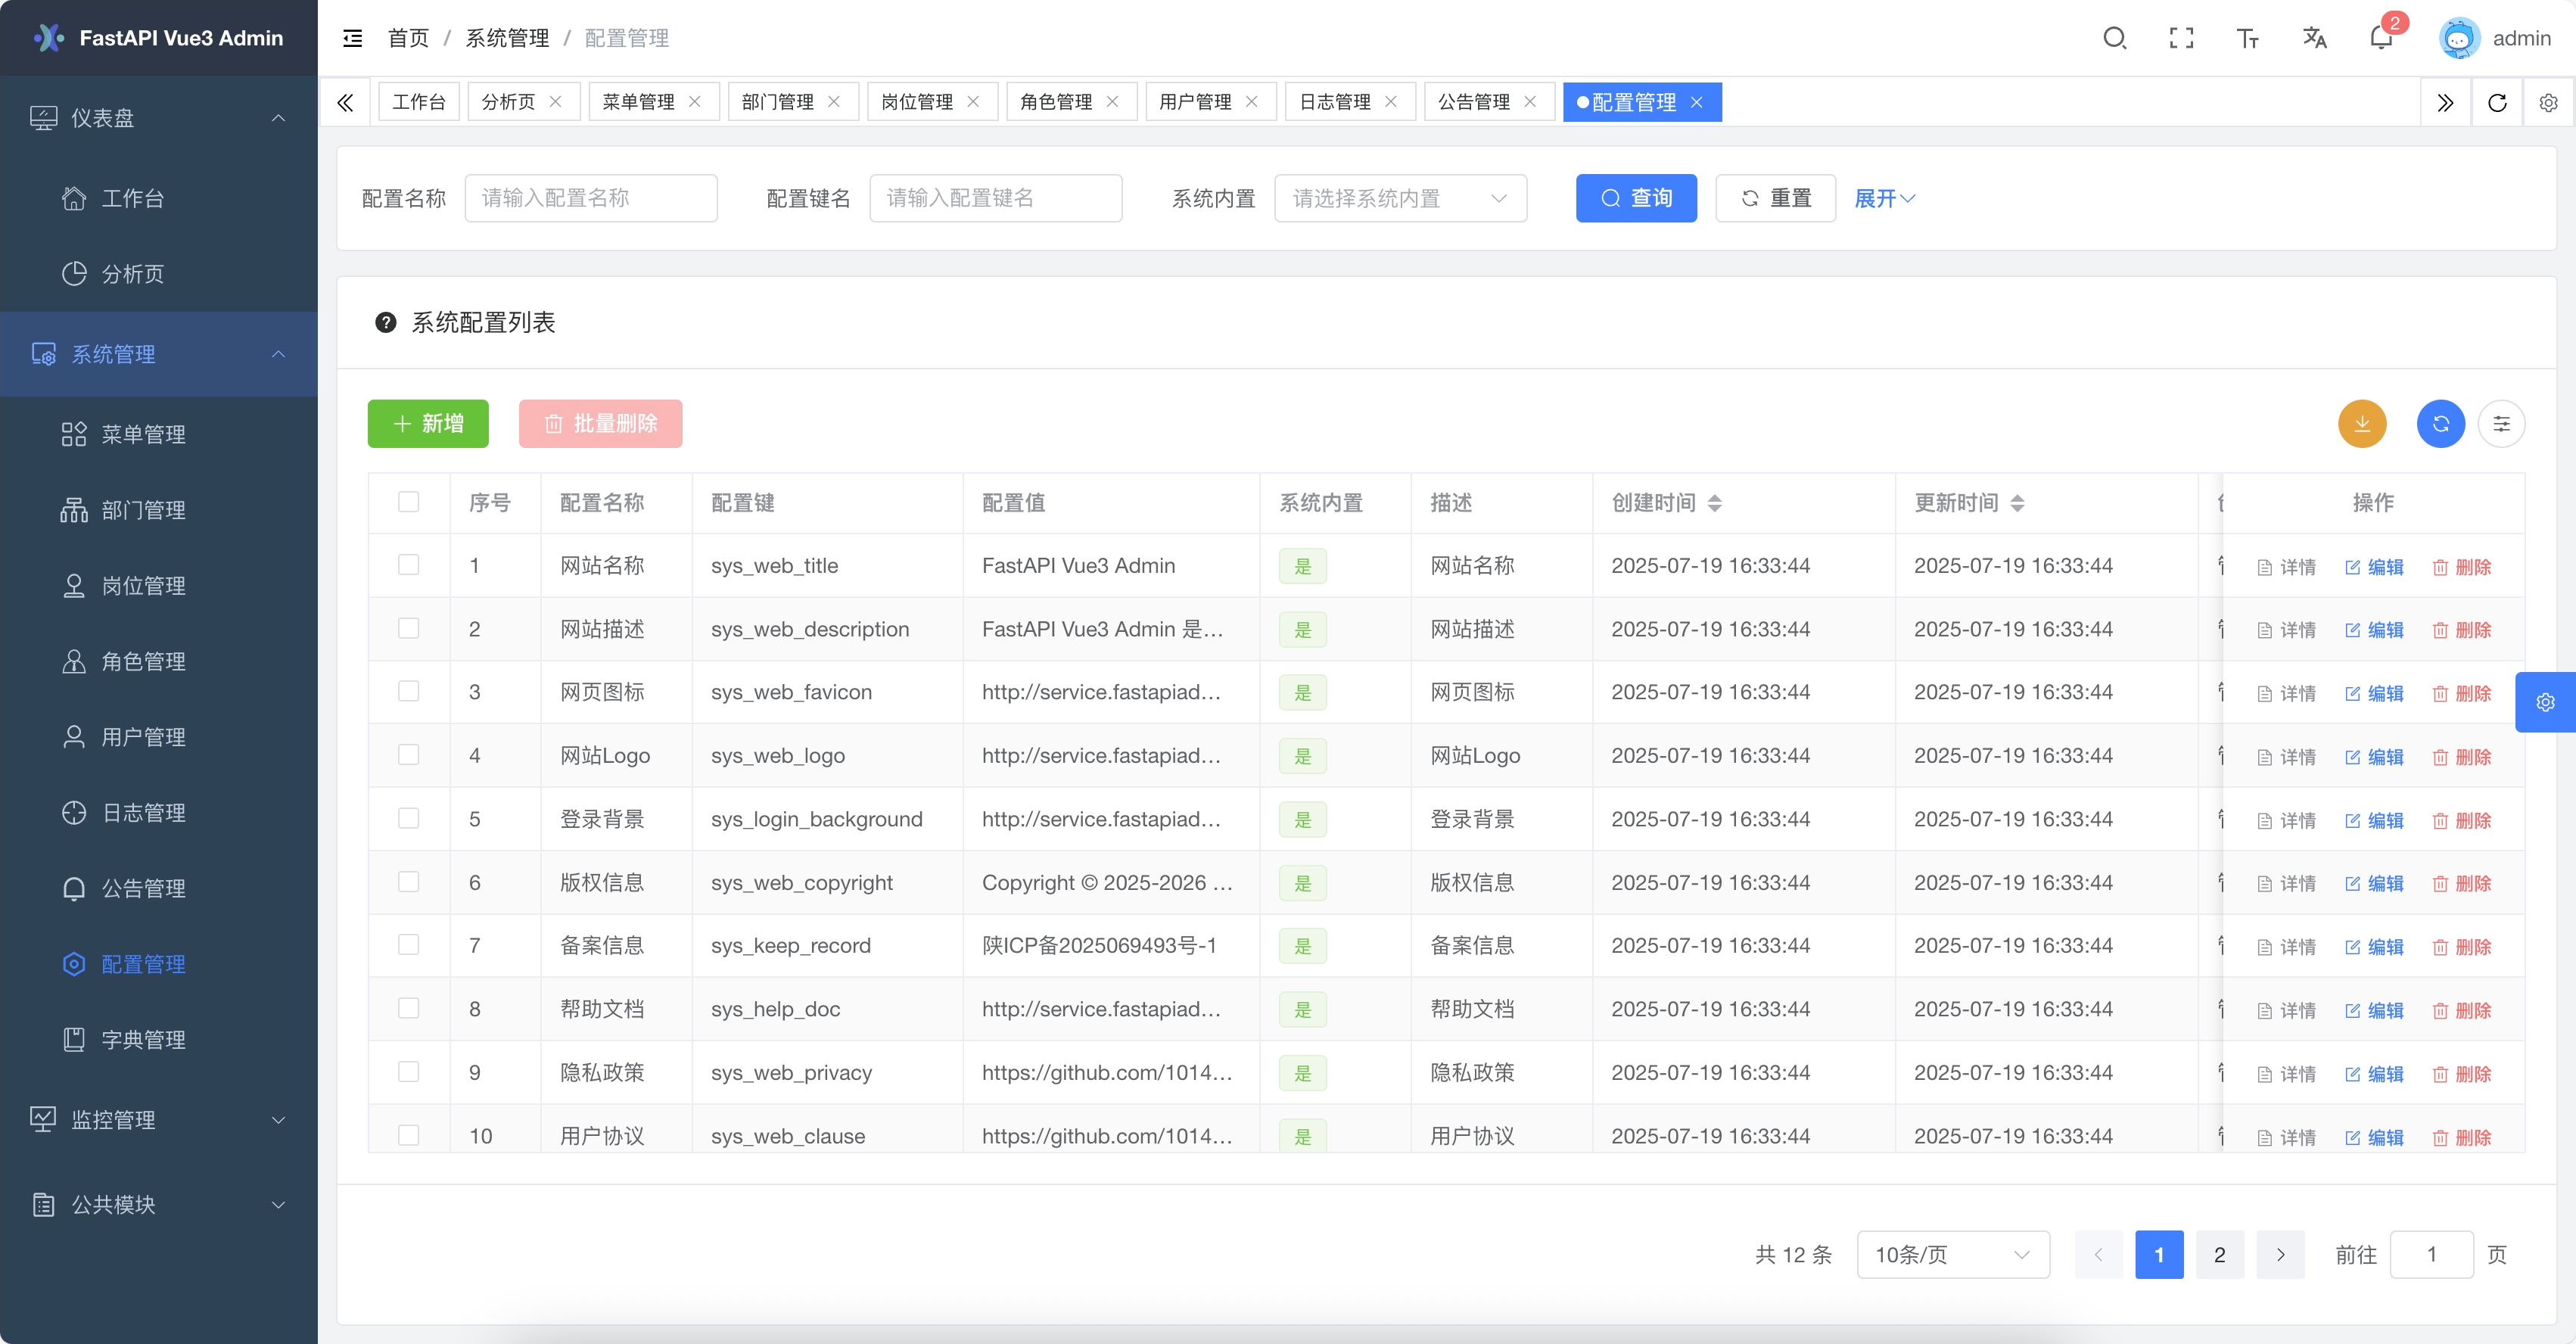 FastAPI Vue3 Admin
仪表盘
工作台
分析页
系统管理
菜单管理
部门管理
岗位管理
角色管理
用户管理
日志管理
公告管理
配置管理
字典管理
监控管理
公共模块
首页 / 系统管理 / 配置管理
2
admin
工作台 分析页 菜单管理 部门管理 岗位管理 角色管理 用户管理 日志管理 公告管理 配置管理
配置名称 请输入配置名称 配置键名 请输入配置键名 系统内置 请选择系统内置 查询 重置 展开
系统配置列表
新增 批量删除
序号 配置名称 配置键 配置值 系统内置 描述 创建时间 更新时间 操作
1 网站名称 sys_web_title FastAPI Vue3 Admin 是 网站名称 2025-07-19 16:33:44 2025-07-19 16:33:44 详情 编辑 删除
2 网站描述 sys_web_description FastAPI Vue3 Admin 是... 是 网站描述 2025-07-19 16:33:44 2025-07-19 16:33:44 详情 编辑 删除
3 网页图标 sys_web_favicon http://service.fastapiad... 是 网页图标 2025-07-19 16:33:44 2025-07-19 16:33:44 详情 编辑 删除
4 网站Logo sys_web_logo http://service.fastapiad... 是 网站Logo 2025-07-19 16:33:44 2025-07-19 16:33:44 详情 编辑 删除
5 登录背景 sys_login_background http://service.fastapiad... 是 登录背景 2025-07-19 16:33:44 2025-07-19 16:33:44 详情 编辑 删除
6 版权信息 sys_web_copyright Copyright © 2025-2026 ... 是 版权信息 2025-07-19 16:33:44 2025-07-19 16:33:44 详情 编辑 删除
7 备案信息 sys_keep_record 陕ICP备2025069493号-1 是 备案信息 2025-07-19 16:33:44 2025-07-19 16:33:44 详情 编辑 删除
8 帮助文档 sys_help_doc http://service.fastapiad... 是 帮助文档 2025-07-19 16:33:44 2025-07-19 16:33:44 详情 编辑 删除
9 隐私政策 sys_web_privacy https://github.com/1014... 是 隐私政策 2025-07-19 16:33:44 2025-07-19 16:33:44 详情 编辑 删除
10 用户协议 sys_web_clause https://github.com/1014... 是 用户协议 2025-07-19 16:33:44 2025-07-19 16:33:44 详情 编辑 删除
共 12 条 10条/页 1 2 前往 1 页